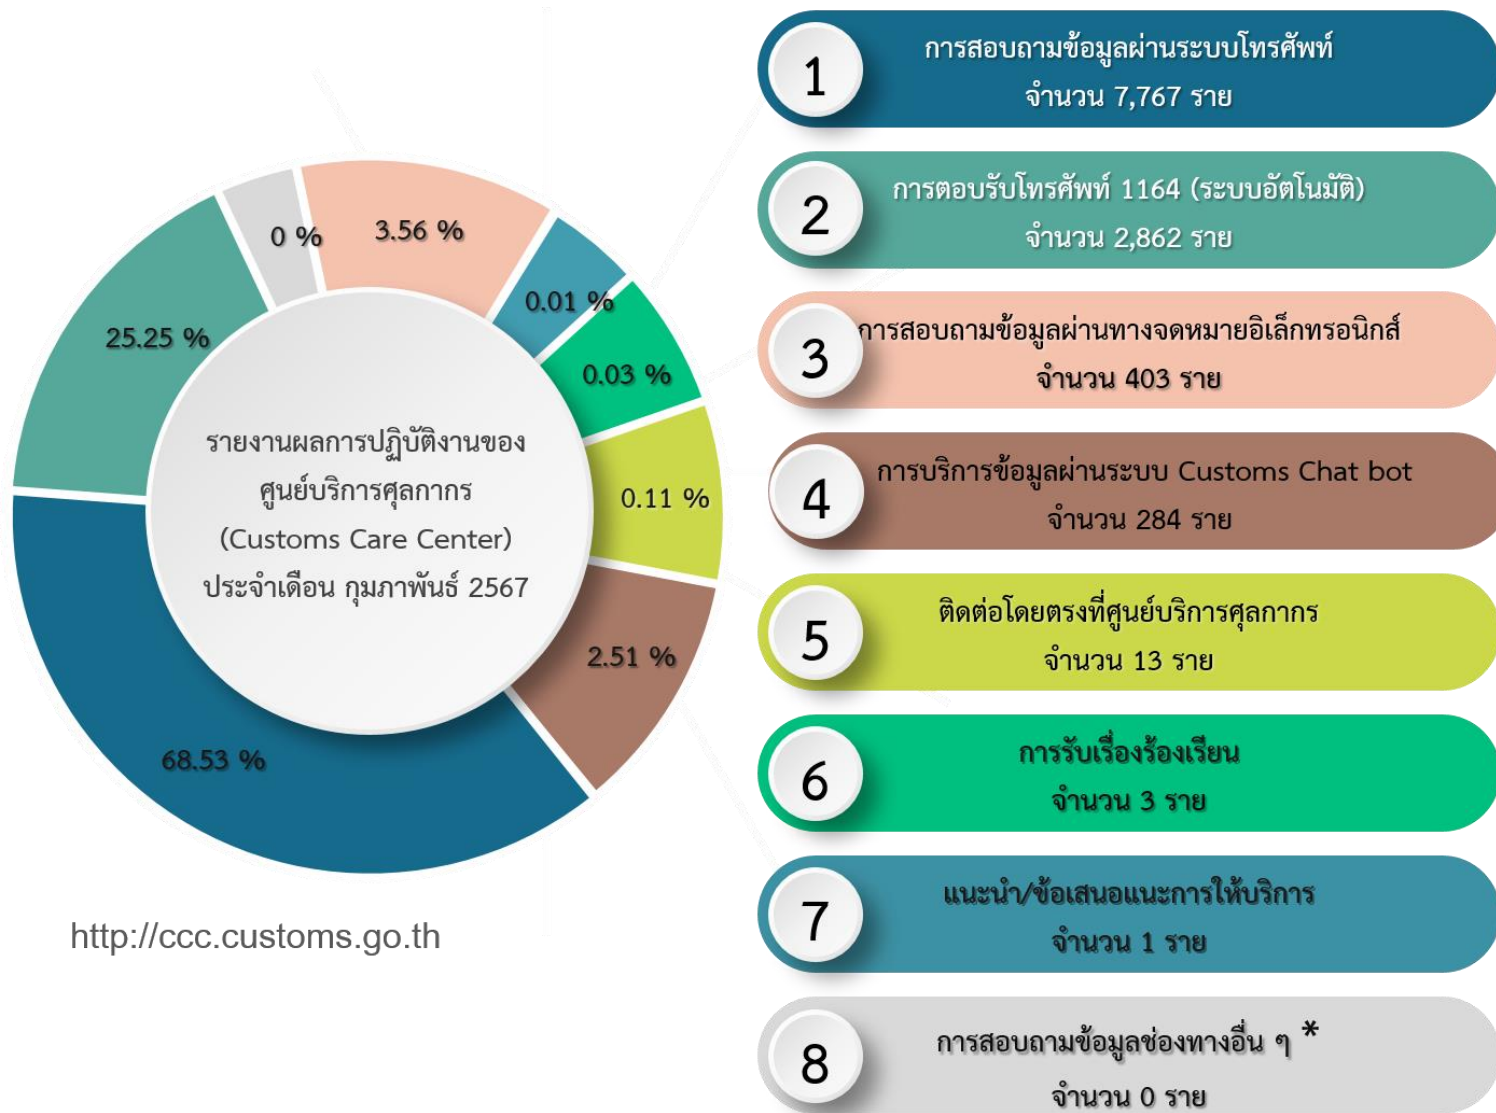 0 %
3.56 %
0.01 %
25.25 %
0.03 %
0.11 %
2.51 %
68.53 %
รายงานผลการปฏิบัติงานของ
ศูนย์บริการศุลกากร
(Customs Care Center)
ประจำเดือน กุมภาพันธ์ 2567
http://ccc.customs.go.th
1
การสอบถามข้อมูลผ่านระบบโทรศัพท์
จำนวน 7,767 ราย
2
การตอบรับโทรศัพท์ 1164 (ระบบอัตโนมัติ)
จำนวน 2,862 ราย
3
การสอบถามข้อมูลผ่านทางจดหมายอิเล็กทรอนิกส์
จำนวน 403 ราย
4
การบริการข้อมูลผ่านระบบ Customs Chat bot
จำนวน 284 ราย
5
ติดต่อโดยตรงที่ศูนย์บริการศุลกากร
จำนวน 13 ราย
6
การรับเรื่องร้องเรียน
จำนวน 3 ราย
7
แนะนำ/ข้อเสนอแนะการให้บริการ
จำนวน 1 ราย
8
การสอบถามข้อมูลช่องทางอื่น ๆ *
จำนวน 0 ราย